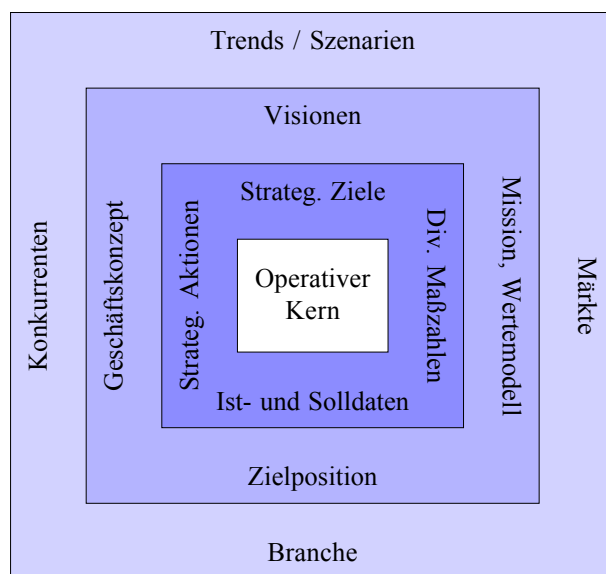 Trends / Szenarien
Visionen
Strateg. Ziele
Konkurrenten
Geschäftskonzept
Strateg. Aktionen
Operativer
Kern
Div. Maßzahlen
Mission, Wertemodell
Märkte
Ist- und Solldaten
Zielposition
Branche